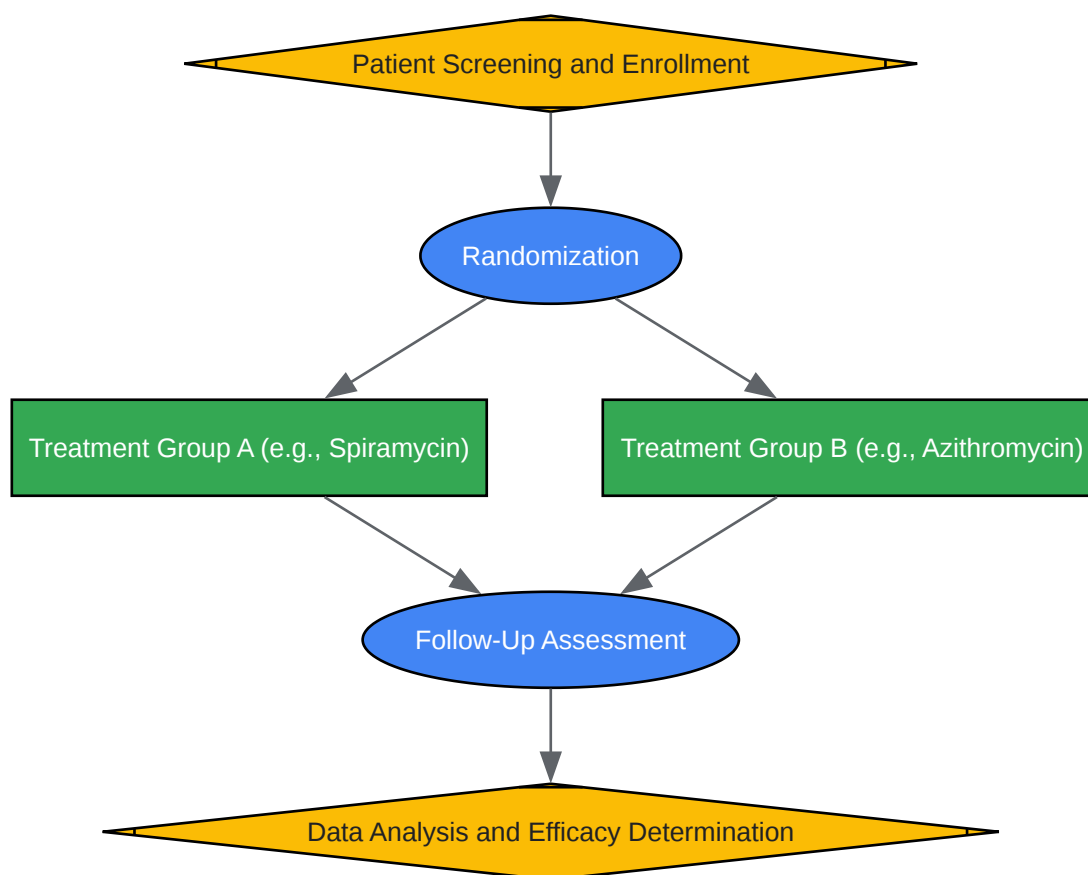 Patient Screening and Enrollment
Randomization
Treatment Group A (e.g., Spiramycin)
Treatment Group B (e.g., Azithromycin)
Follow-Up Assessment
Data Analysis and Efficacy Determination